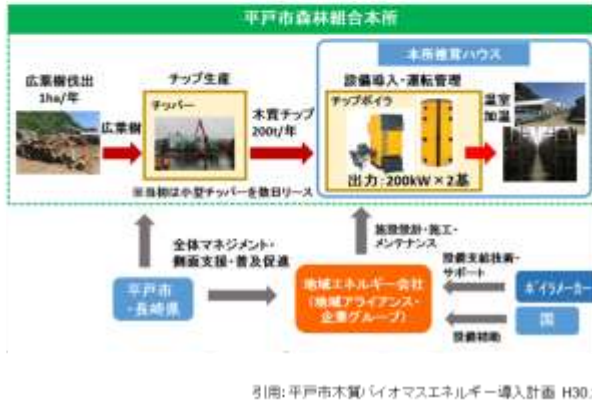 平戸市森林組合本所
本所椎茸ハウス
広葉樹伐出
1ha/年
広葉樹
チップ生産
チッパー
木質チップ
200t/年
設備導入・運転管理
チップボイラ
出力:200kW×2基
温室
加温
※当初は小型チッパーを数日リース
全体マネジメント・
側面支援・普及促進
施設設計・施工・
メンテナンス
平戸市
・長崎県
地域エネルギー会社
(地域アライアンス・
企業グループ)
設備支給技術・
サポート
ボイラメーカー
国
設備補助
引用:平戸市木質バイオマスエネルギー導入計画 H30.